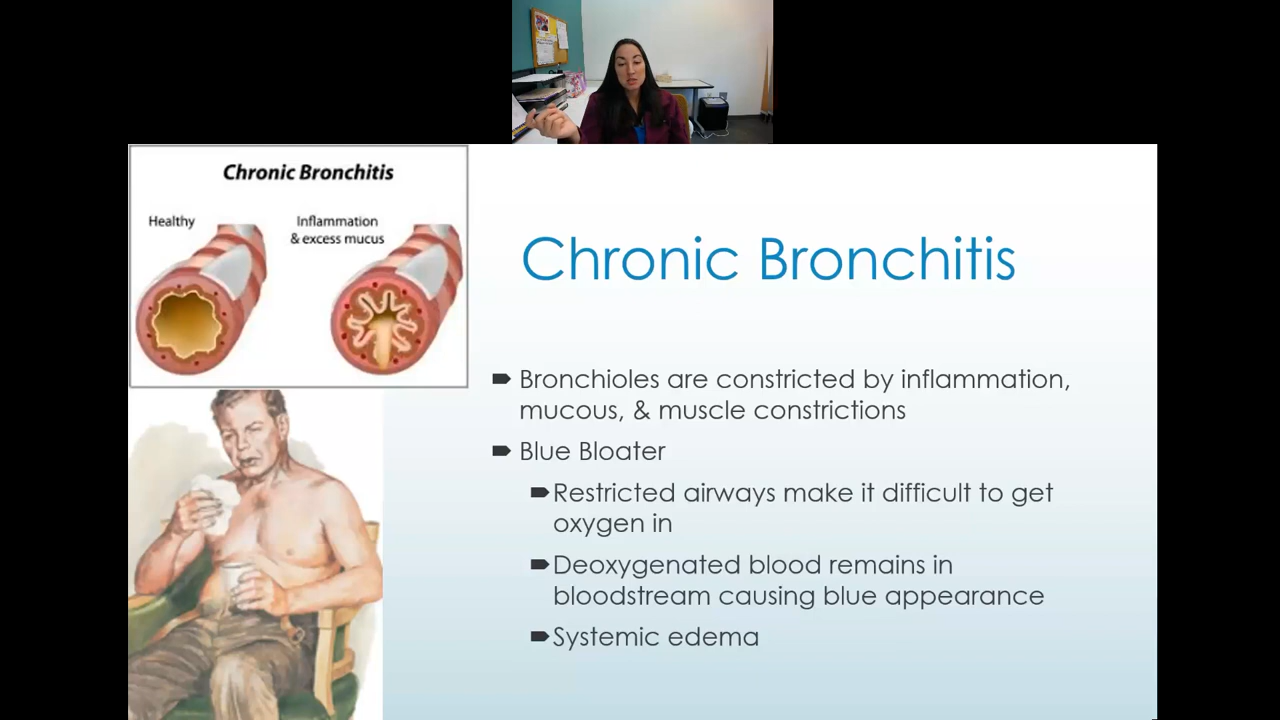 Chronic Bronchitis
Healthy
Inflammation
& excess mucus
Chronic Bronchitis
Bronchioles are constricted by inflammation,
mucous, & muscle constrictions
Blue Bloater
Restricted airways make it difficult to get
oxygen in
Deoxygenated blood remains in
bloodstream causing blue appearance
Systemic edema